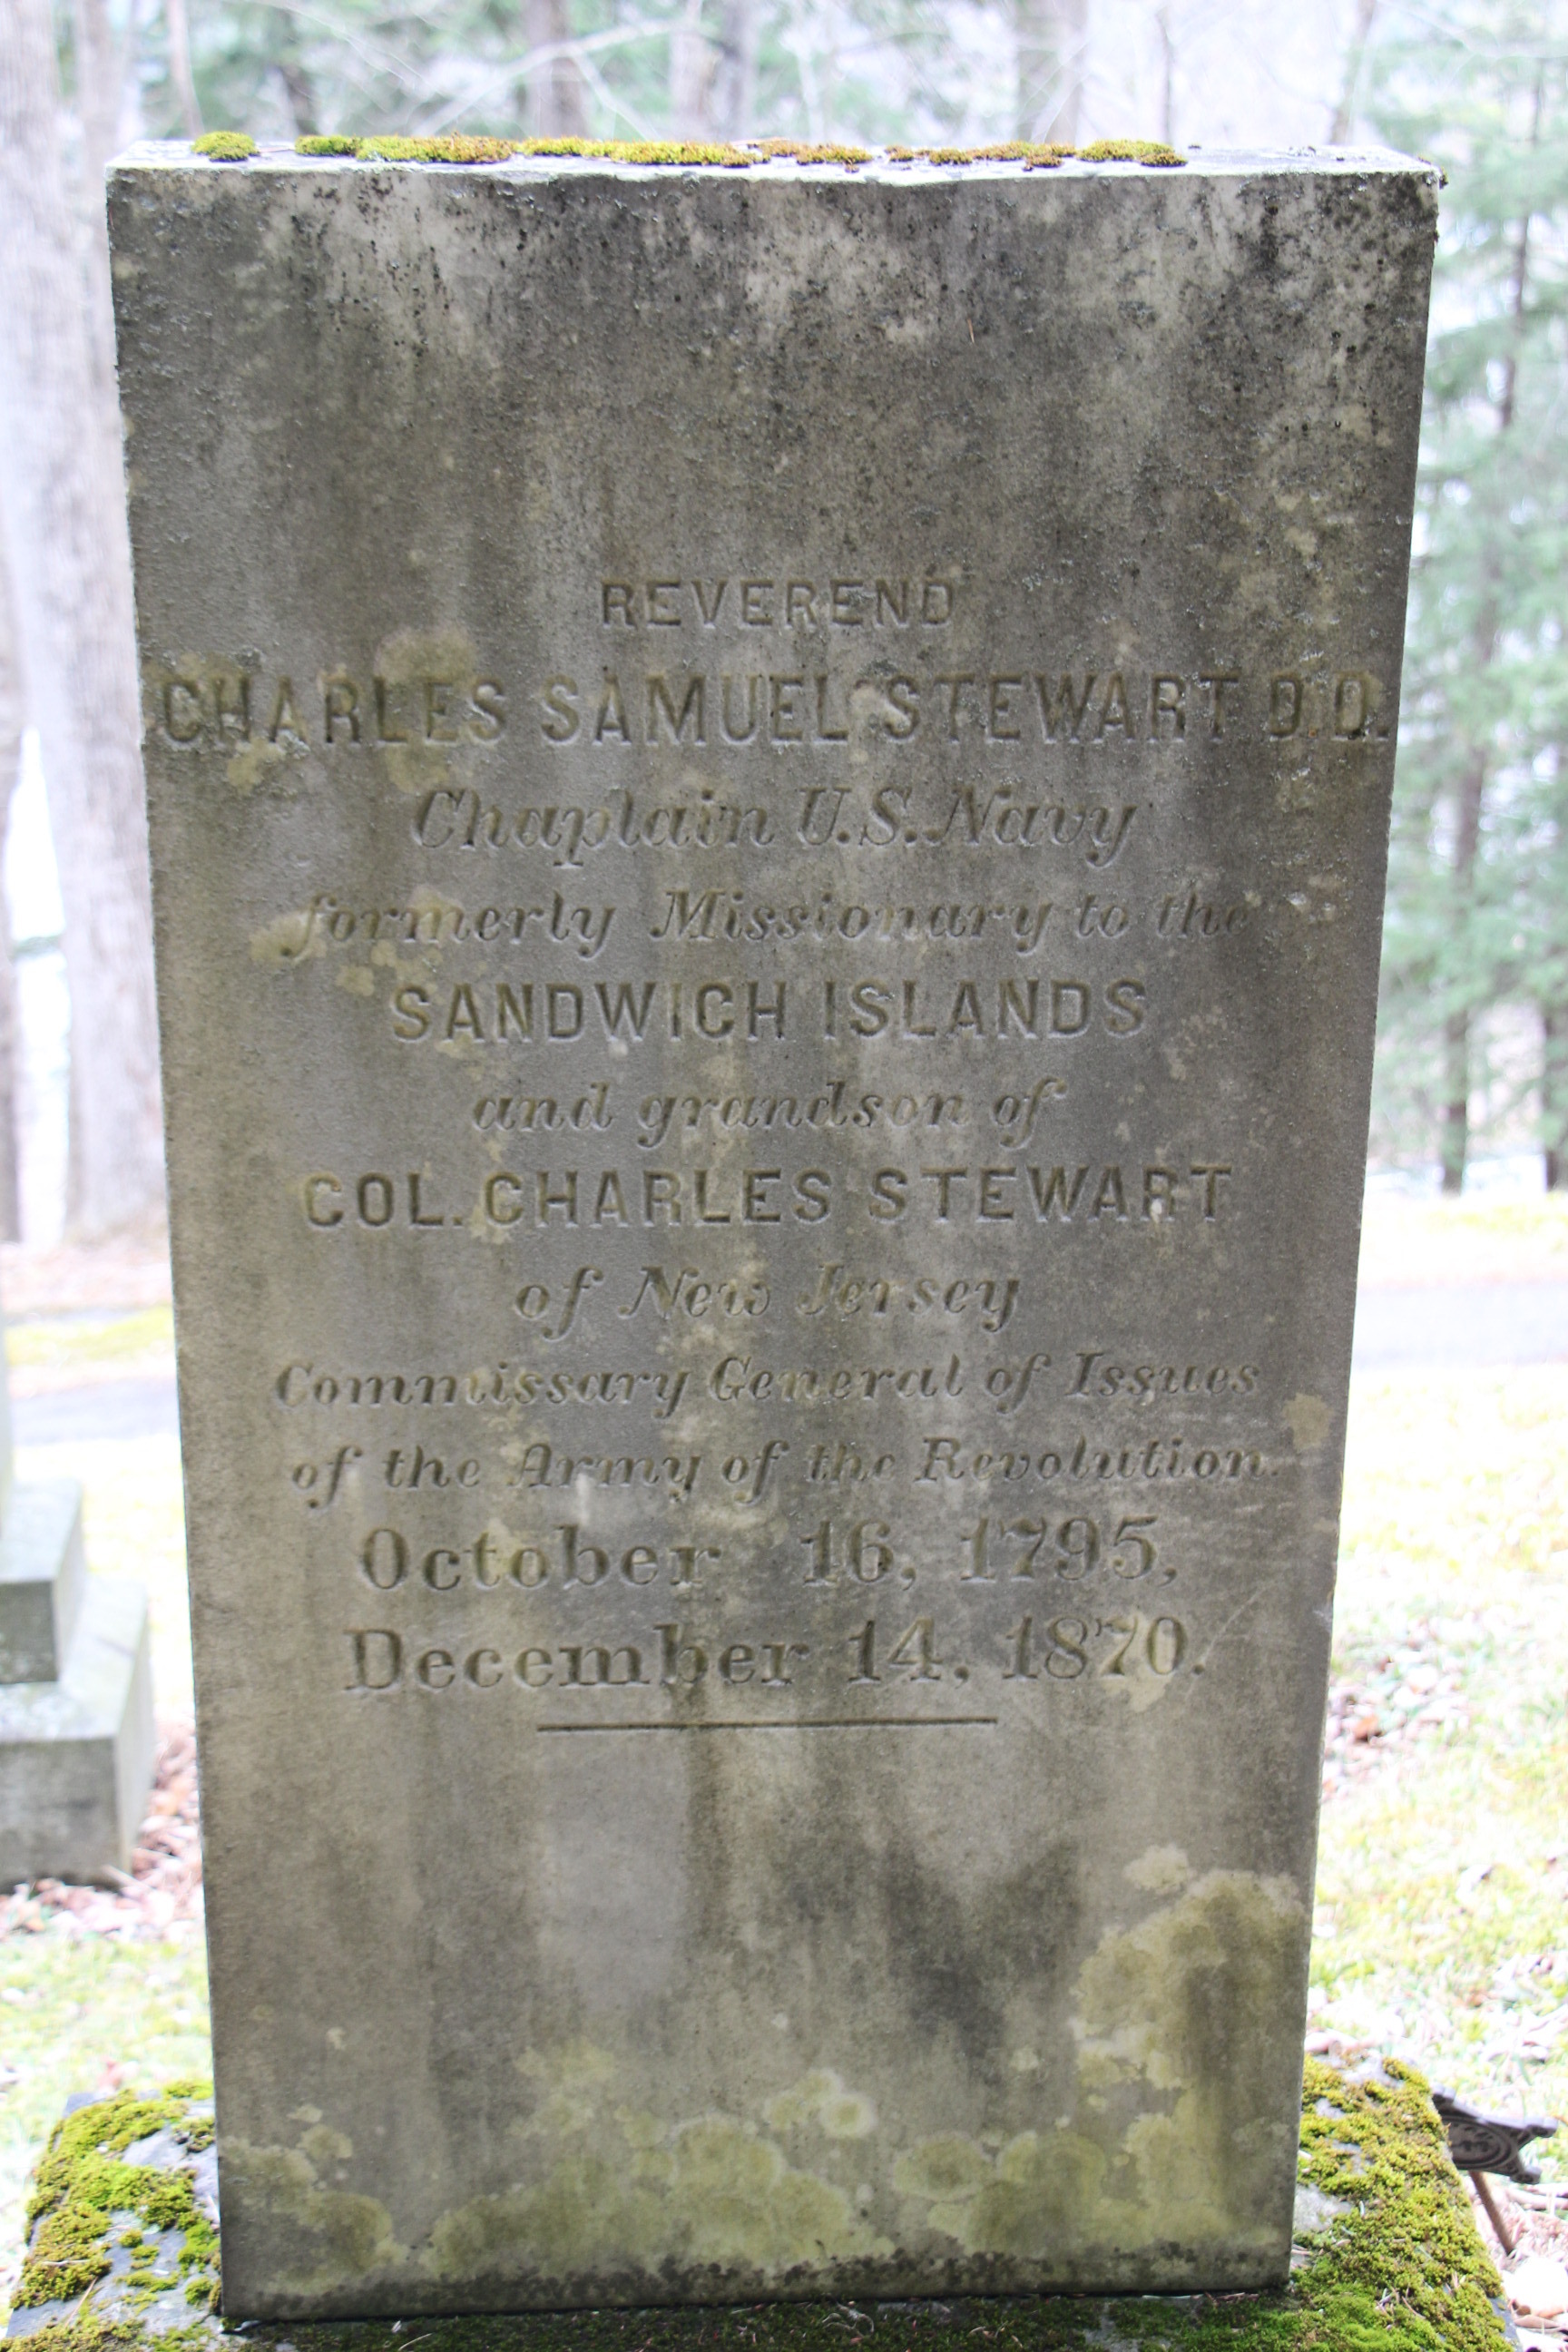 REVEREND
CHARLES SAMUEL STEWART D.D.
Chaplain U.S. Navy
formerly Missionary to the
SANDWICH ISLANDS
and grandson of
COL. CHARLES STEWART
of New Jersey
Commissary General of Issues
of the Army of the Revolution.
October 16, 1795,
December 14, 1870.